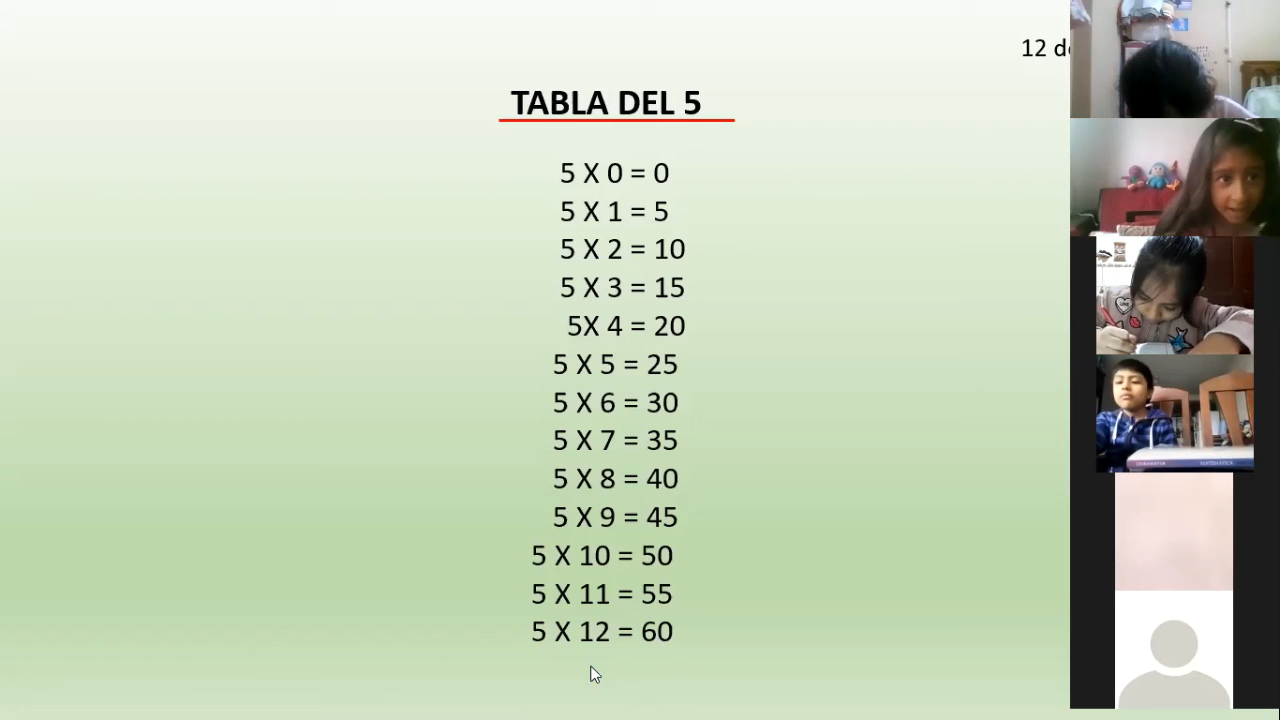 12 d
TABLA DEL 5
5 X 0 = 0
5 X 1 = 5
5 X 2 = 10
5 X 3 = 15
5X 4 = 20
5 X 5 = 25
5 X 6 = 30
5 X 7 = 35
5 X 8 = 40
5 X 9 = 45
5 X 10 = 50
5 X 11 = 55
5 X 12 = 60
MATEMÁTICA